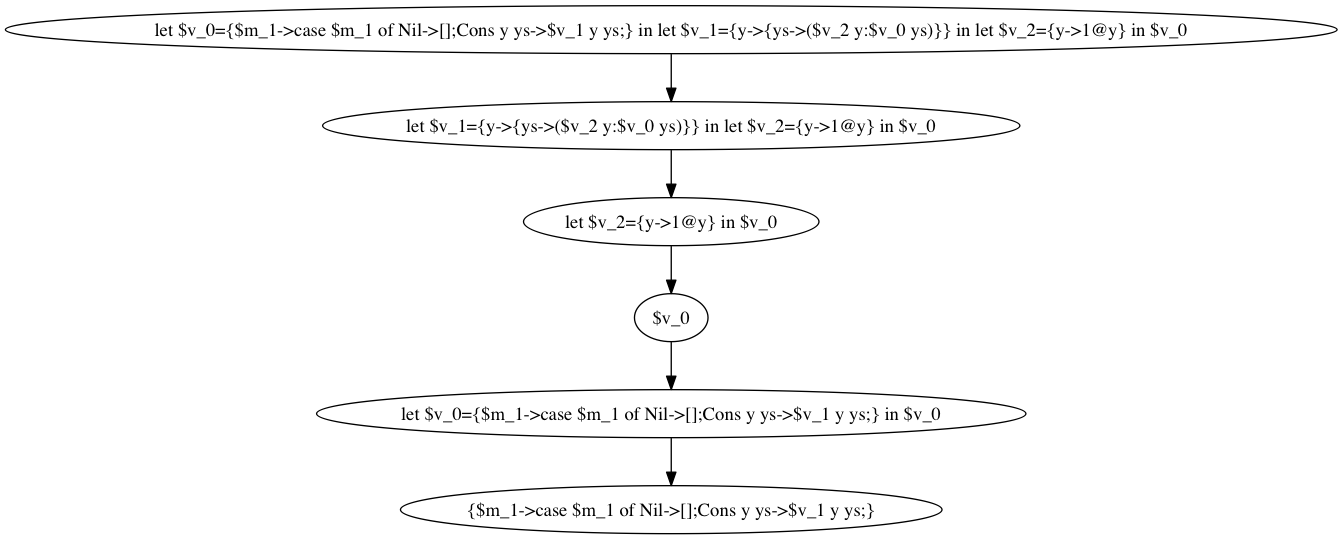 let $v_0={$m_1->case $m_1 of Nil->[];Cons y ys->$v_1 y ys;} in let $v_1={y->{ys->($v_2 y:$v_0 ys)}} in let $v_2={y->1@y} in $v_0
let $v_1={y->{ys->($v_2 y:$v_0 ys)}} in let $v_2={y->1@y} in $v_0
let $v_2={y->1@y} in $v_0
$v_0
let $v_0={$m_1->case $m_1 of Nil->[];Cons y ys->$v_1 y ys;} in $v_0
{$m_1->case $m_1 of Nil->[];Cons y ys->$v_1 y ys;}